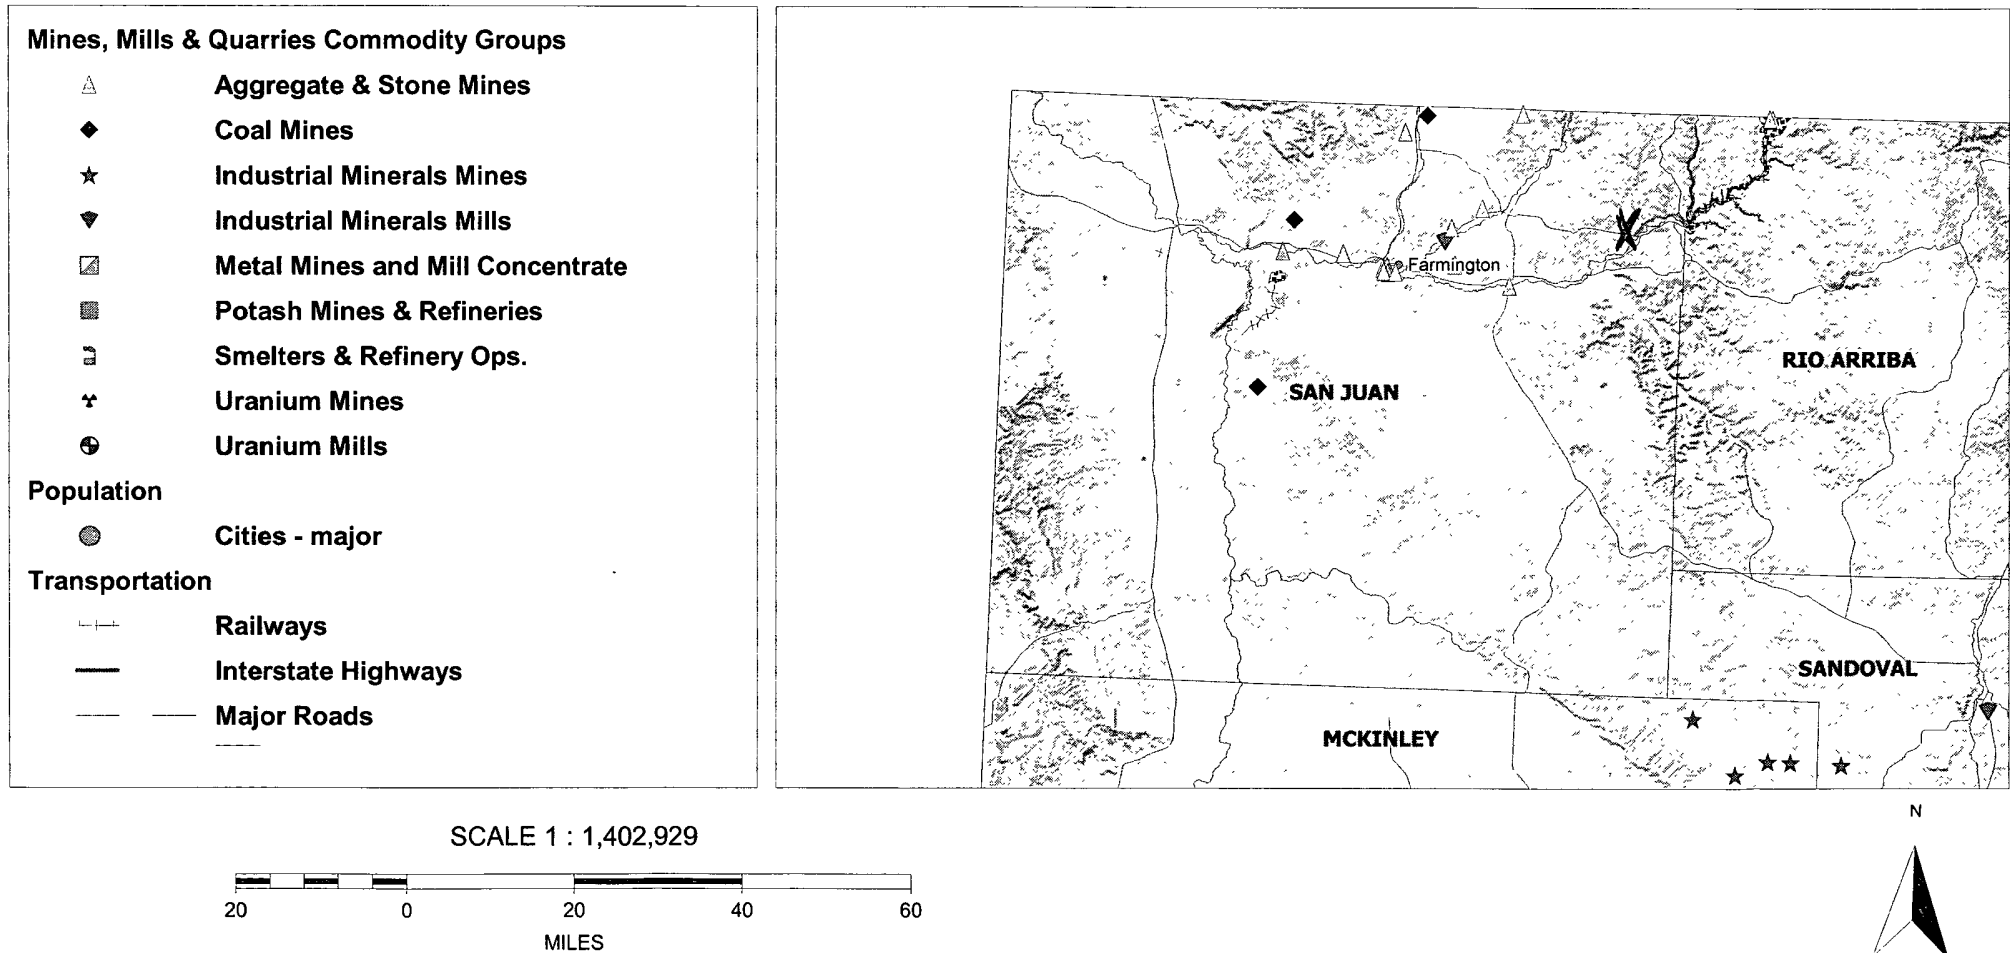 Mines, Mills & Quarries Commodity Groups
Aggregate & Stone Mines
Coal Mines
Industrial Minerals Mines
Industrial Minerals Mills
Metal Mines and Mill Concentrate
Potash Mines & Refineries
Smelters & Refinery Ops.
Uranium Mines
Uranium Mills
Population
Cities - major
Transportation
Railways
Interstate Highways
Major Roads
Farmington
X
RIO ARRIBA
SAN JUAN
SANDOVAL
MCKINLEY
SCALE 1 : 1,402,929
20 0 20 40 60
MILES
N